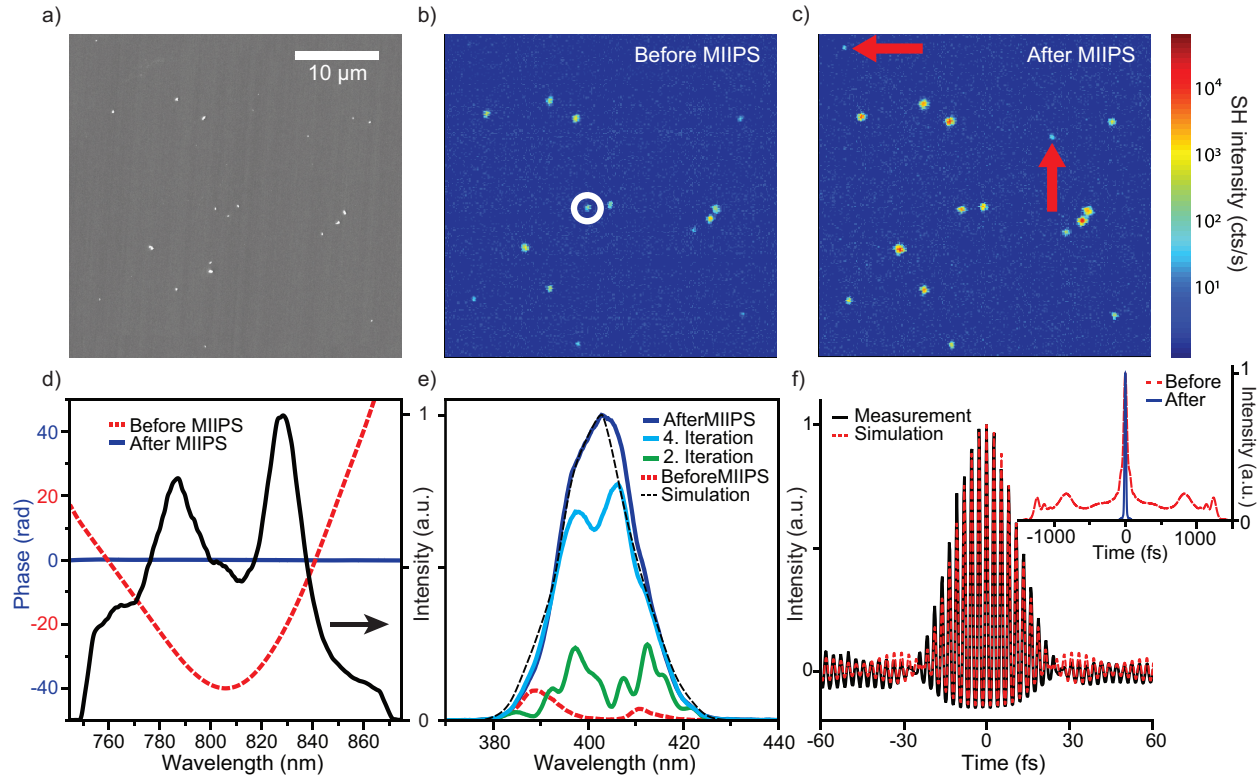 a)
10 μm
b)
Before MIIPS
c)
After MIIPS
10⁴
10³
10²
10¹
SH intensity (cts/s)
d)
Before MIIPS
After MIIPS
40
20
0
-20
-40
Phase (rad)
760 780 800 820 840 860
Wavelength (nm)
1
0
Intensity (a.u.)
e)
AfterMIIPS
4. Iteration
2. Iteration
BeforeMIIPS
Simulation
380 400 420 440
Wavelength (nm)
1
0
Intensity (a.u.)
f)
Measurement
Simulation
-60 -30 0 30 60
Time (fs)
Before
After
1
0
Intensity (a.u.)
-1000 0 1000
Time (fs)